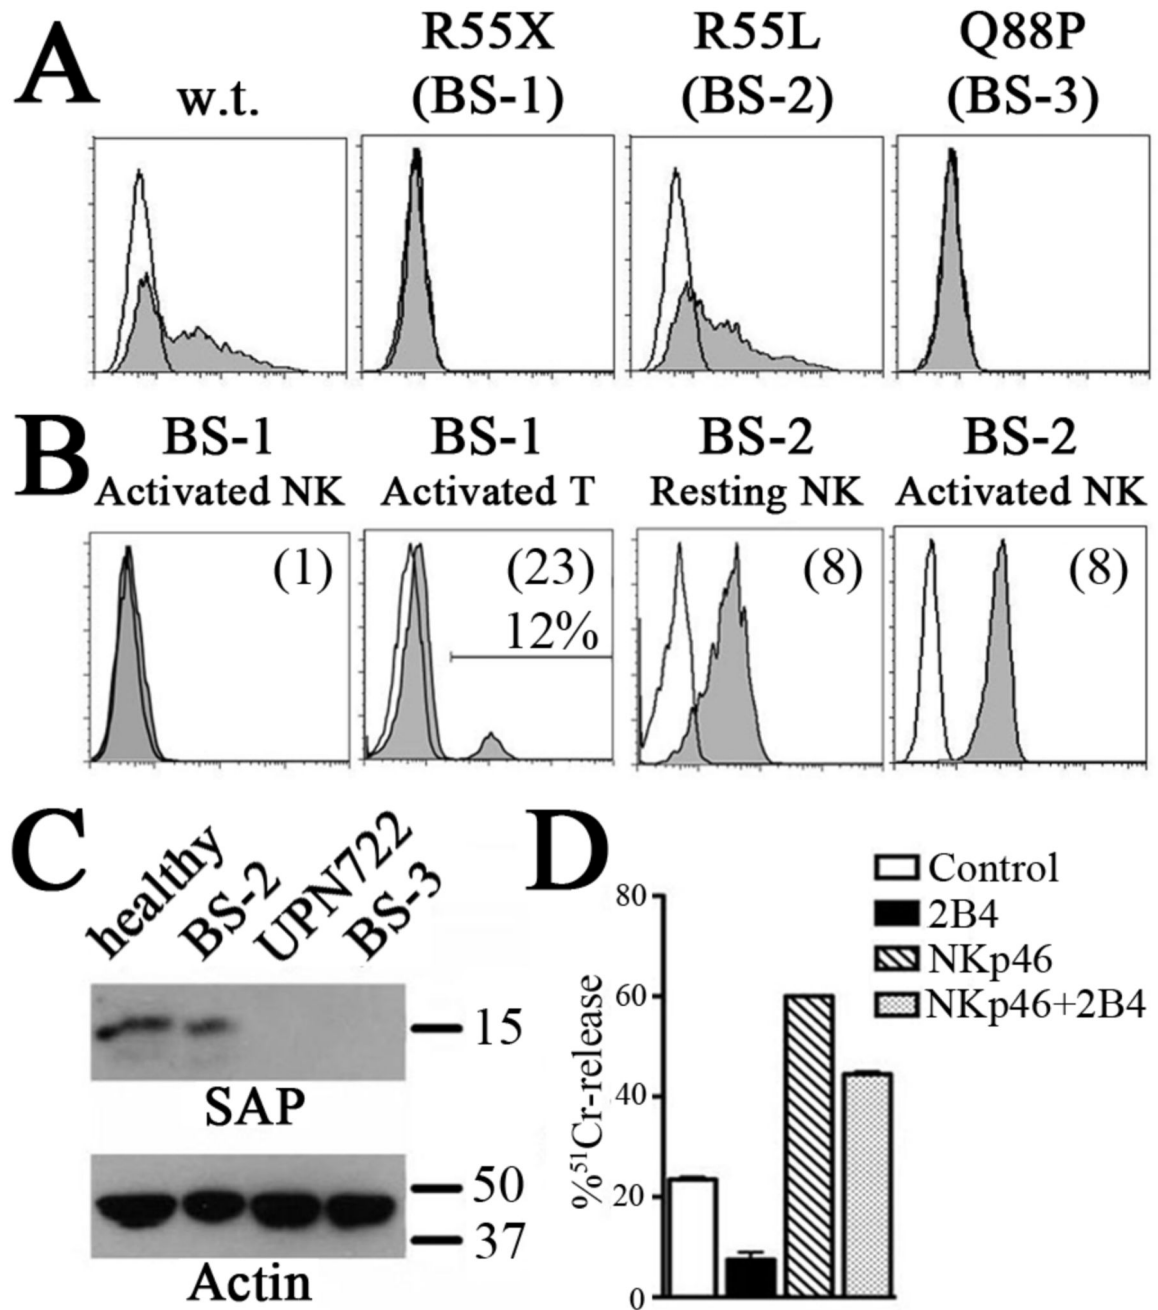 A
w.t.
R55X
(BS-1)
R55L
(BS-2)
Q88P
(BS-3)
B
BS-1
Activated NK
(1)
BS-1
Activated T
(23)
12%
BS-2
Resting NK
(8)
BS-2
Activated NK
(8)
C
healthy
BS-2
UPN722
BS-3
15
SAP
50
37
Actin
D
Control
2B4
NKp46
NKp46+2B4
%⁵¹Cr-release
80
60
40
20
0